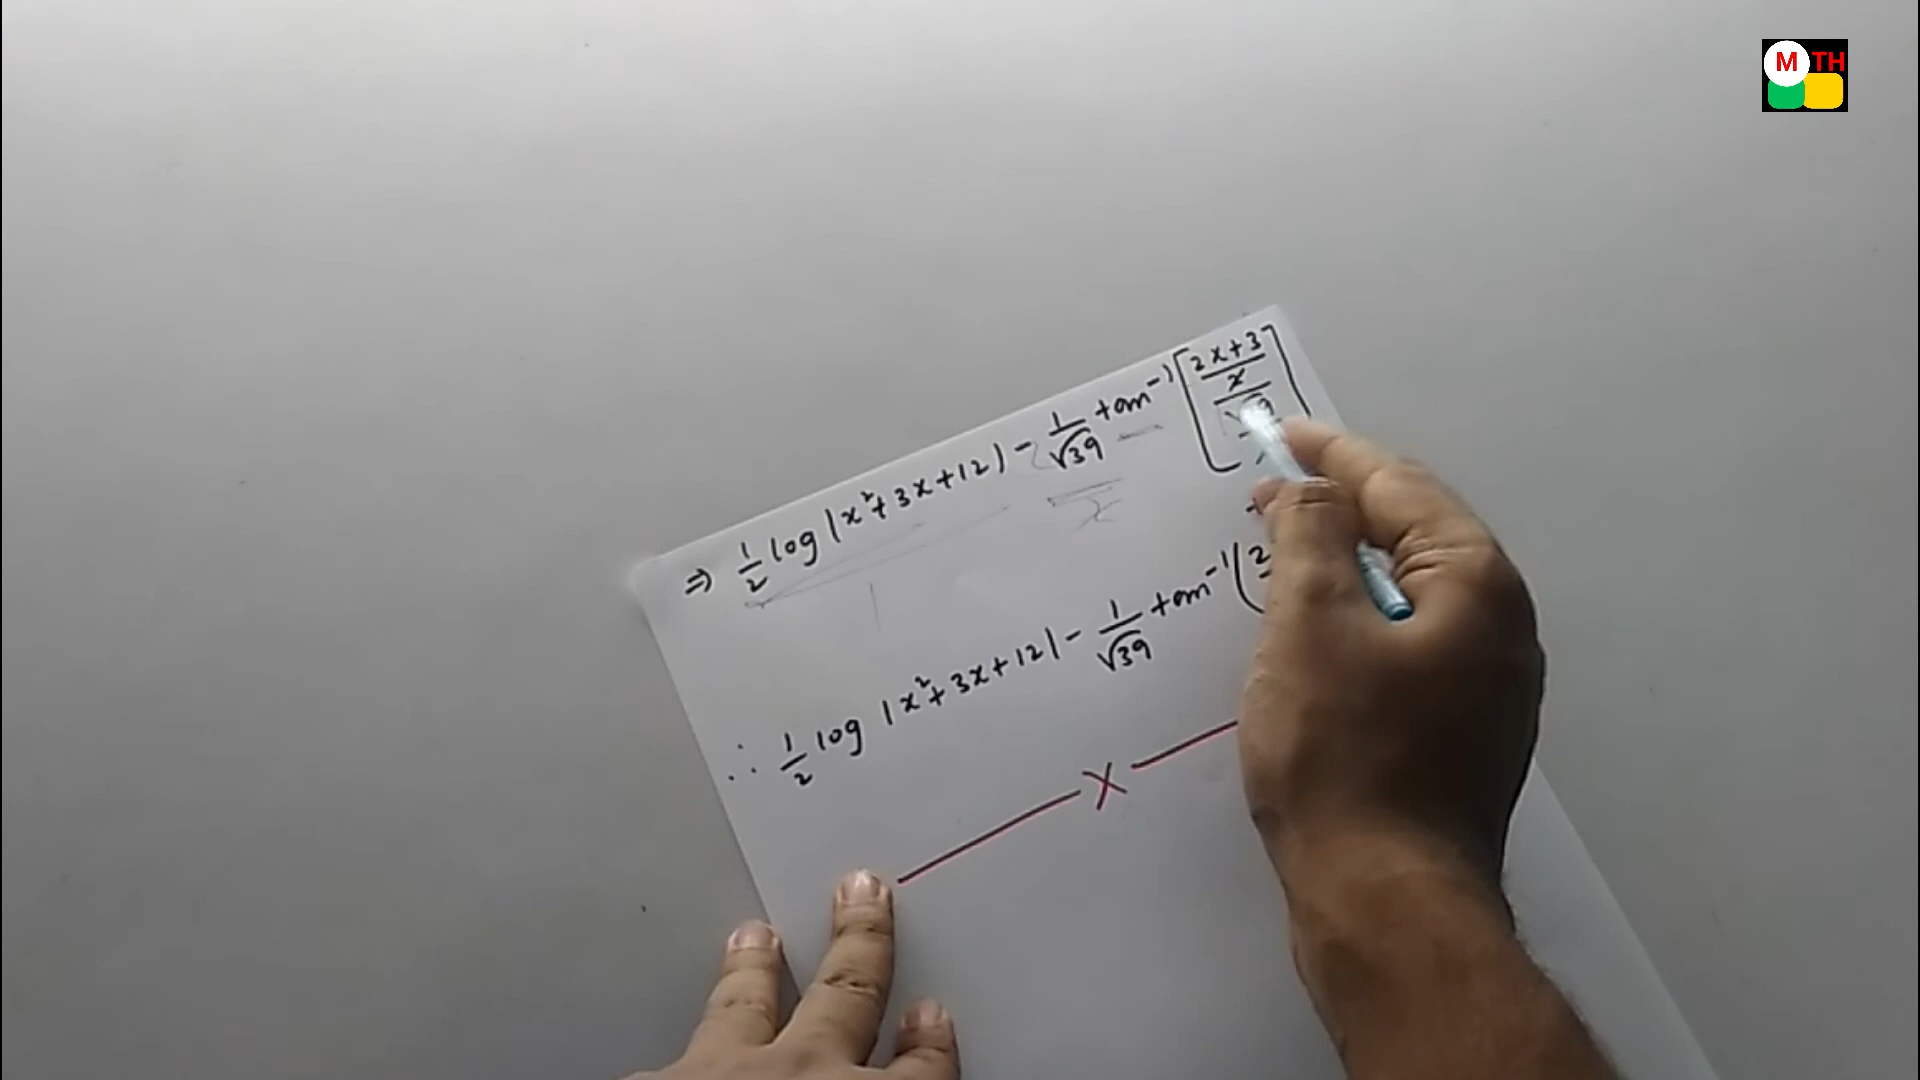 M TH
⇒ 1/2 log |x²+3x+12| - 1/√39 tan⁻¹ [(2x+3)/2
∴ 1/2 log |x²+3x+12| - 1/√39 tan⁻¹ (2
X